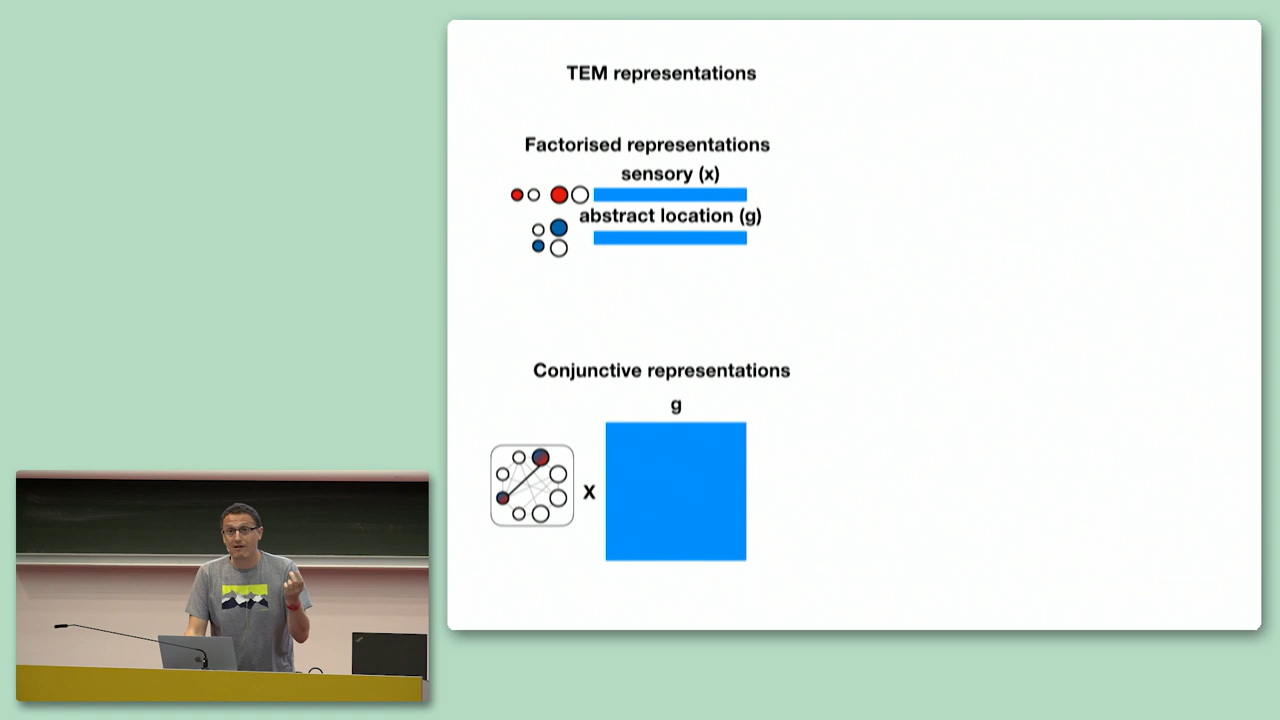 TEM representations
Factorised representations
sensory (x)
abstract location (g)
Conjunctive representations
g
x